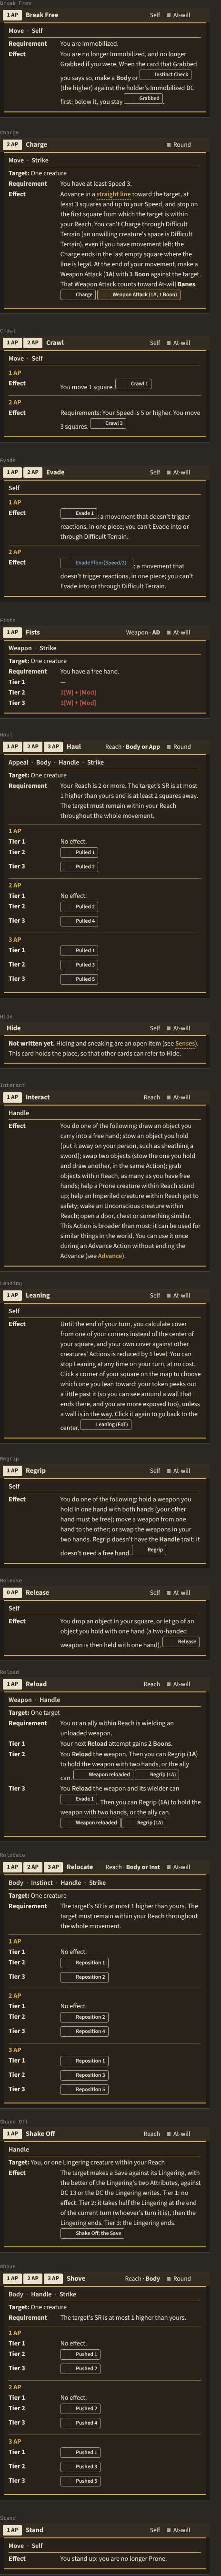 Break Free
1 AP Break Free Self At-will
Move · Self
Requirement You are Immobilized.
Effect You are no longer Immobilized, and no longer
Grabbed if you were. When the card that Grabbed
you says so, make a Body or Instinct Check
(the higher) against the holder's Immobilized DC
first: below it, you stay Grabbed
Charge
2 AP Charge Round
Move · Strike
Target: One creature
Requirement You have at least Speed 3.
Effect Advance in a straight line toward the target, at
least 3 squares and up to your Speed, and stop on
the first square from which the target is within
your Reach. You can't Charge through Difficult
Terrain (an unwilling creature's space is Difficult
Terrain), even if you have movement left: the
Charge ends in the last empty square where the
line is legal. At the end of your movement, make a
Weapon Attack (1A) with 1 Boon against the target.
That Weapon Attack counts toward At-will Banes.
Charge Weapon Attack (1A, 1 Boon)
Crawl
1 AP 2 AP Crawl Self At-will
Move · Self
1 AP
Effect You move 1 square. Crawl 1
2 AP
Effect Requirements: Your Speed is 5 or higher. You move
3 squares. Crawl 3
Evade
1 AP 2 AP Evade Self At-will
Self
1 AP
Effect Evade 1 : a movement that doesn't trigger
reactions, in one piece; you can't Evade into or
through Difficult Terrain.
2 AP
Effect Evade Floor(Speed/2) : a movement
that doesn't trigger reactions, in one piece; you can't
Evade into or through Difficult Terrain.
Fists
1 AP Fists Weapon · AD At-will
Weapon · Strike
Target: One creature
Requirement You have a free hand.
Tier 1 —
Tier 2 1[W] + [Mod]
Tier 3 1[W] + [Mod]
Haul
1 AP 2 AP 3 AP Haul Reach · Body or App Round
Appeal · Body · Handle · Strike
Target: One creature
Requirement Your Reach is 2 or more. The target's SR is at most
1 higher than yours and is at least 2 squares away.
The target must remain within your Reach
throughout the whole movement.
1 AP
Tier 1 No effect.
Tier 2 Pulled 1
Tier 3 Pulled 2
2 AP
Tier 1 No effect.
Tier 2 Pulled 2
Tier 3 Pulled 4
3 AP
Tier 1 Pulled 1
Tier 2 Pulled 3
Tier 3 Pulled 5
Hide
Hide Self At-will
Not written yet. Hiding and sneaking are an open item (see Senses).
This card holds the place, so that other cards can refer to Hide.
Interact
1 AP Interact Reach At-will
Handle
Effect You do one of the following: draw an object you
carry into a free hand; stow an object you hold
(put it away on your person, such as sheathing a
sword); swap two objects (stow the one you hold
and draw another, in the same Action); grab
objects within Reach, as many as you have free
hands; help a Prone creature within Reach stand
up; help an Imperiled creature within Reach get to
safety; wake an Unconscious creature within
Reach; open a door, chest or something similar.
This Action is broader than most: it can be used for
similar things in the world. You can use it once
during an Advance Action without ending the
Advance (see Advance).
Leaning
1 AP Leaning Self At-will
Self
Effect Until the end of your turn, you calculate cover
from one of your corners instead of the center of
your square, and your own cover against other
creatures' Actions is reduced by 1 level. You can
stop Leaning at any time on your turn, at no cost.
Click a corner of your square on the map to choose
which one you lean toward: your token peeks out
a little past it (so you can see around a wall that
ends there, and you are more exposed too), unless
a wall is in the way. Click it again to go back to the
center. Leaning (EoT)
Regrip
1 AP Regrip Self At-will
Self
Effect You do one of the following: hold a weapon you
hold in one hand with both hands (your other
hand must be free); move a weapon from one
hand to the other; or swap the weapons in your
two hands. Regrip doesn't have the Handle trait: it
doesn't need a free hand. Regrip
Release
0 AP Release Self At-will
Self
Effect You drop an object in your square, or let go of an
object you hold with one hand (a two-handed
weapon is then held with one hand). Release
Reload
1 AP Reload Reach At-will
Weapon · Handle
Target: One target
Requirement You or an ally within Reach is wielding an
unloaded weapon.
Tier 1 Your next Reload attempt gains 2 Boons.
Tier 2 You Reload the weapon. Then you can Regrip (1A)
to hold the weapon with two hands, or the ally
can. Weapon reloaded Regrip (1A)
Tier 3 You Reload the weapon and its wielder can
Evade 1 . Then you can Regrip (1A) to hold the
weapon with two hands, or the ally can.
Weapon reloaded Regrip (1A)
Relocate
1 AP 2 AP 3 AP Relocate Reach · Body or Inst At-will
Body · Instinct · Handle · Strike
Target: One creature
Requirement The target's SR is at most 1 higher than yours. The
target must remain within your Reach throughout
the whole movement.
1 AP
Tier 1 No effect.
Tier 2 Reposition 1
Tier 3 Reposition 2
2 AP
Tier 1 No effect.
Tier 2 Reposition 2
Tier 3 Reposition 4
3 AP
Tier 1 Reposition 1
Tier 2 Reposition 3
Tier 3 Reposition 5
Shake Off
1 AP Shake Off Reach At-will
Handle
Target: You, or one Lingering creature within your Reach
Effect The target makes a Save against its Lingering, with
the better of the Lingering's two Attributes, against
DC 13 or the DC the Lingering writes. Tier 1: no
effect. Tier 2: it takes half the Lingering at the end
of the current turn (whoever's turn it is), then the
Lingering ends. Tier 3: the Lingering ends.
Shake Off: the Save
Shove
1 AP 2 AP 3 AP Shove Reach · Body Round
Body · Handle · Strike
Target: One creature
Requirement The target's SR is at most 1 higher than yours.
1 AP
Tier 1 No effect.
Tier 2 Pushed 1
Tier 3 Pushed 2
2 AP
Tier 1 No effect.
Tier 2 Pushed 2
Tier 3 Pushed 4
3 AP
Tier 1 Pushed 1
Tier 2 Pushed 3
Tier 3 Pushed 5
Stand
1 AP Stand Self At-will
Move · Self
Effect You stand up: you are no longer Prone.